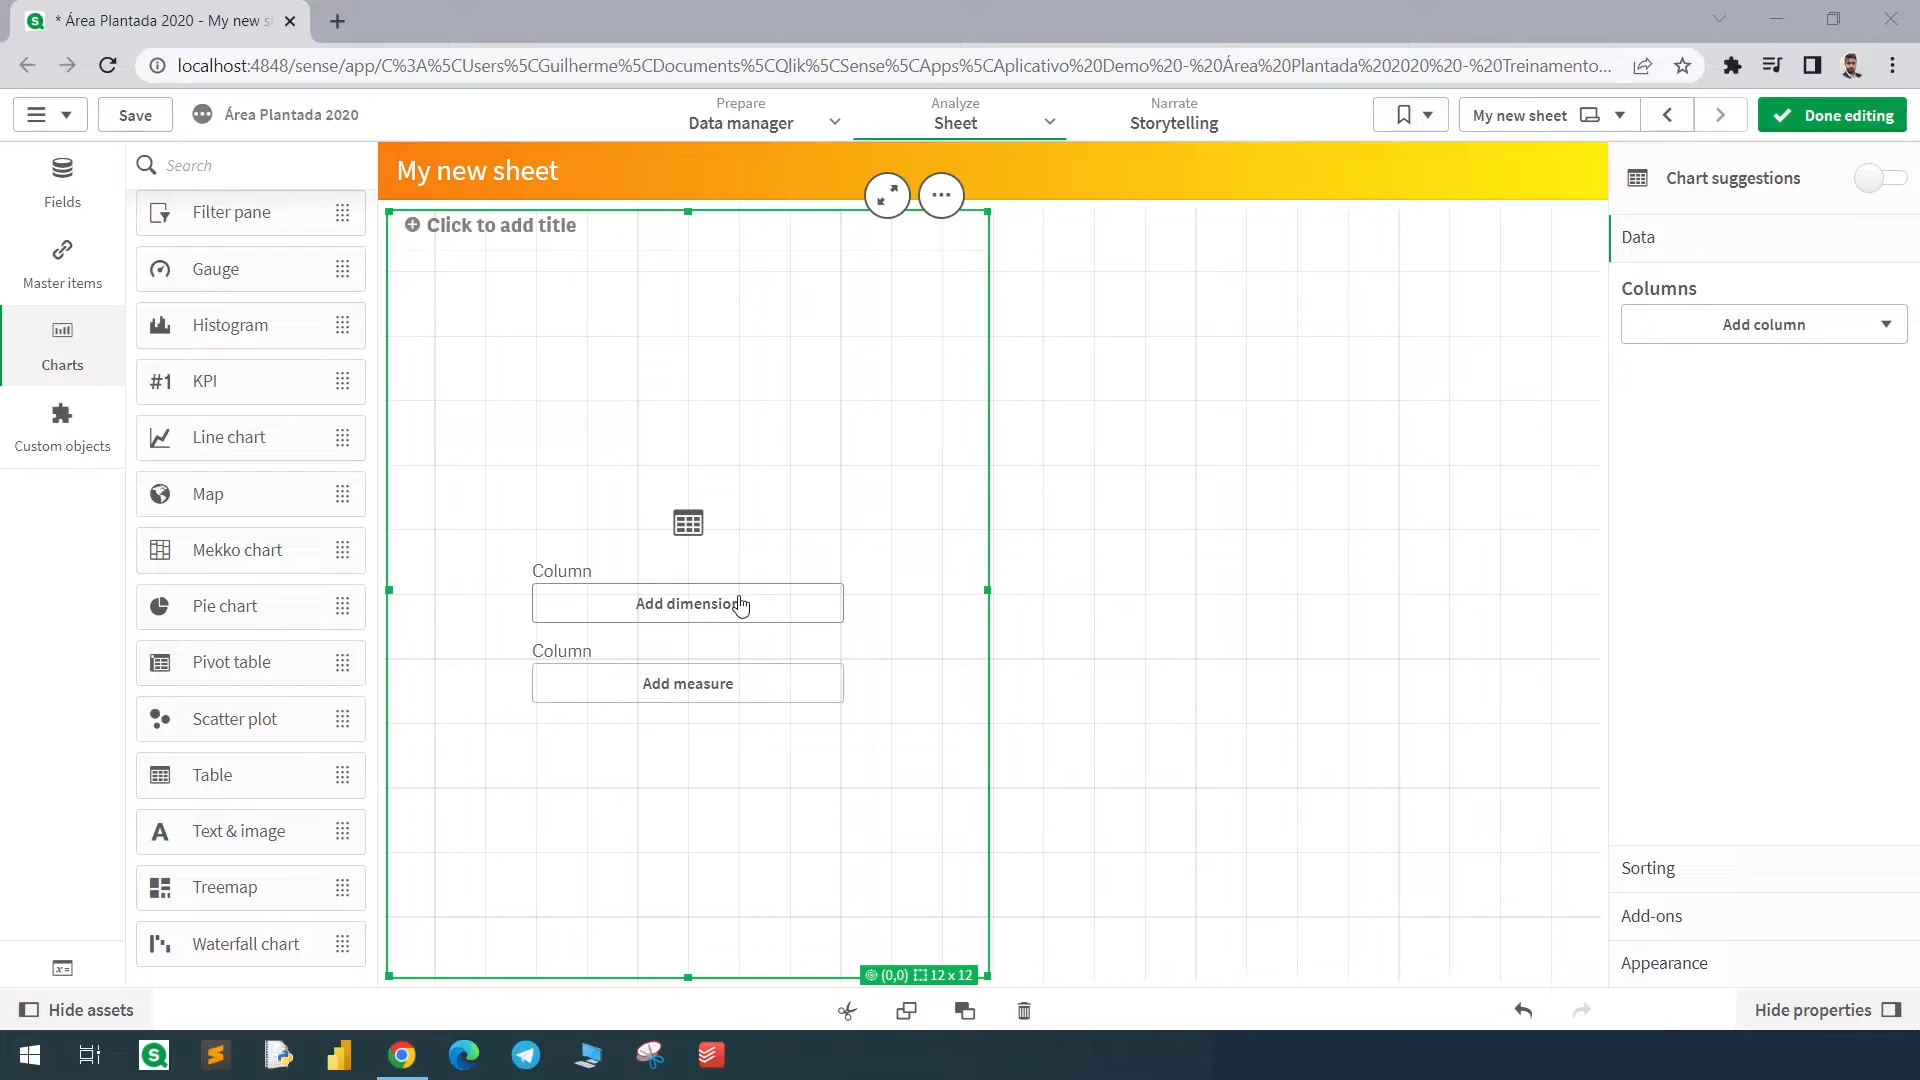 * Área Plantada 2020 - My new s
localhost:4848/sense/app/C%3A%5CUsers%5CGuilherme%5CDocuments%5CQlik%5CSense%5CApps%5CAplicativo%20Demo%20-%20Área%20Plantada%202020%20-%20Treinamento...
Save
Área Plantada 2020
Prepare
Data manager
Analyze
Sheet
Narrate
Storytelling
My new sheet
Done editing
Fields
Master items
Charts
Custom objects
Search
Filter pane
Gauge
Histogram
#1 KPI
Line chart
Map
Mekko chart
Pie chart
Pivot table
Scatter plot
Table
A Text & image
Treemap
Waterfall chart
My new sheet
Click to add title
Column
Add dimension
Column
Add measure
(0,0) 12 x 12
Chart suggestions
Data
Columns
Add column
Sorting
Add-ons
Appearance
Hide assets
Hide properties